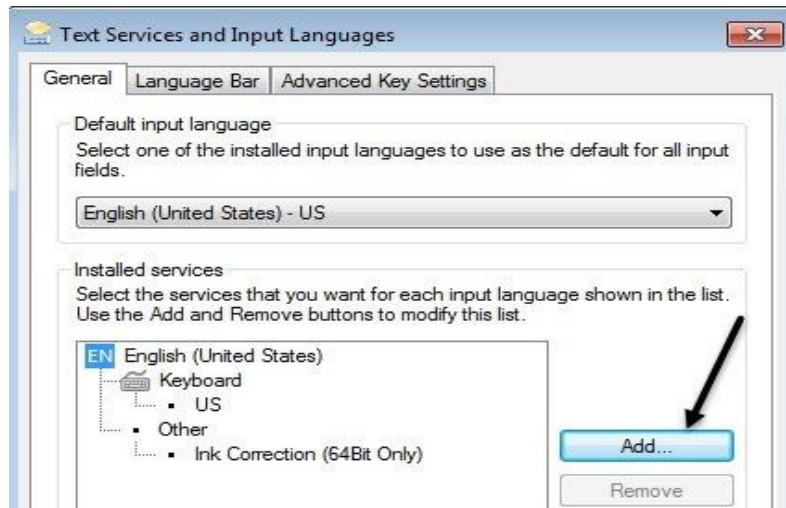 Text Services and Input Languages
General Language Bar Advanced Key Settings
Default input language
Select one of the installed input languages to use as the default for all input
fields.
English (United States) - US
Installed services
Select the services that you want for each input language shown in the list.
Use the Add and Remove buttons to modify this list.
EN English (United States)
Keyboard
US
Other
Ink Correction (64Bit Only)
Add...
Remove